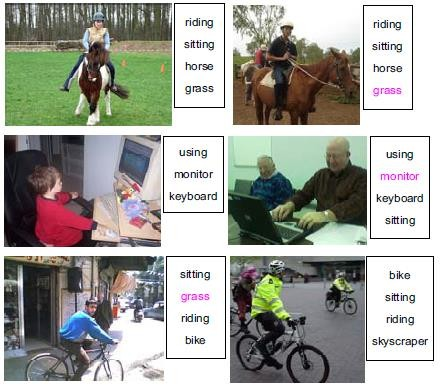 riding
sitting
horse
grass
riding
sitting
horse
grass
using
monitor
keyboard
using
monitor
keyboard
sitting
sitting
grass
riding
bike
bike
sitting
riding
skyscraper